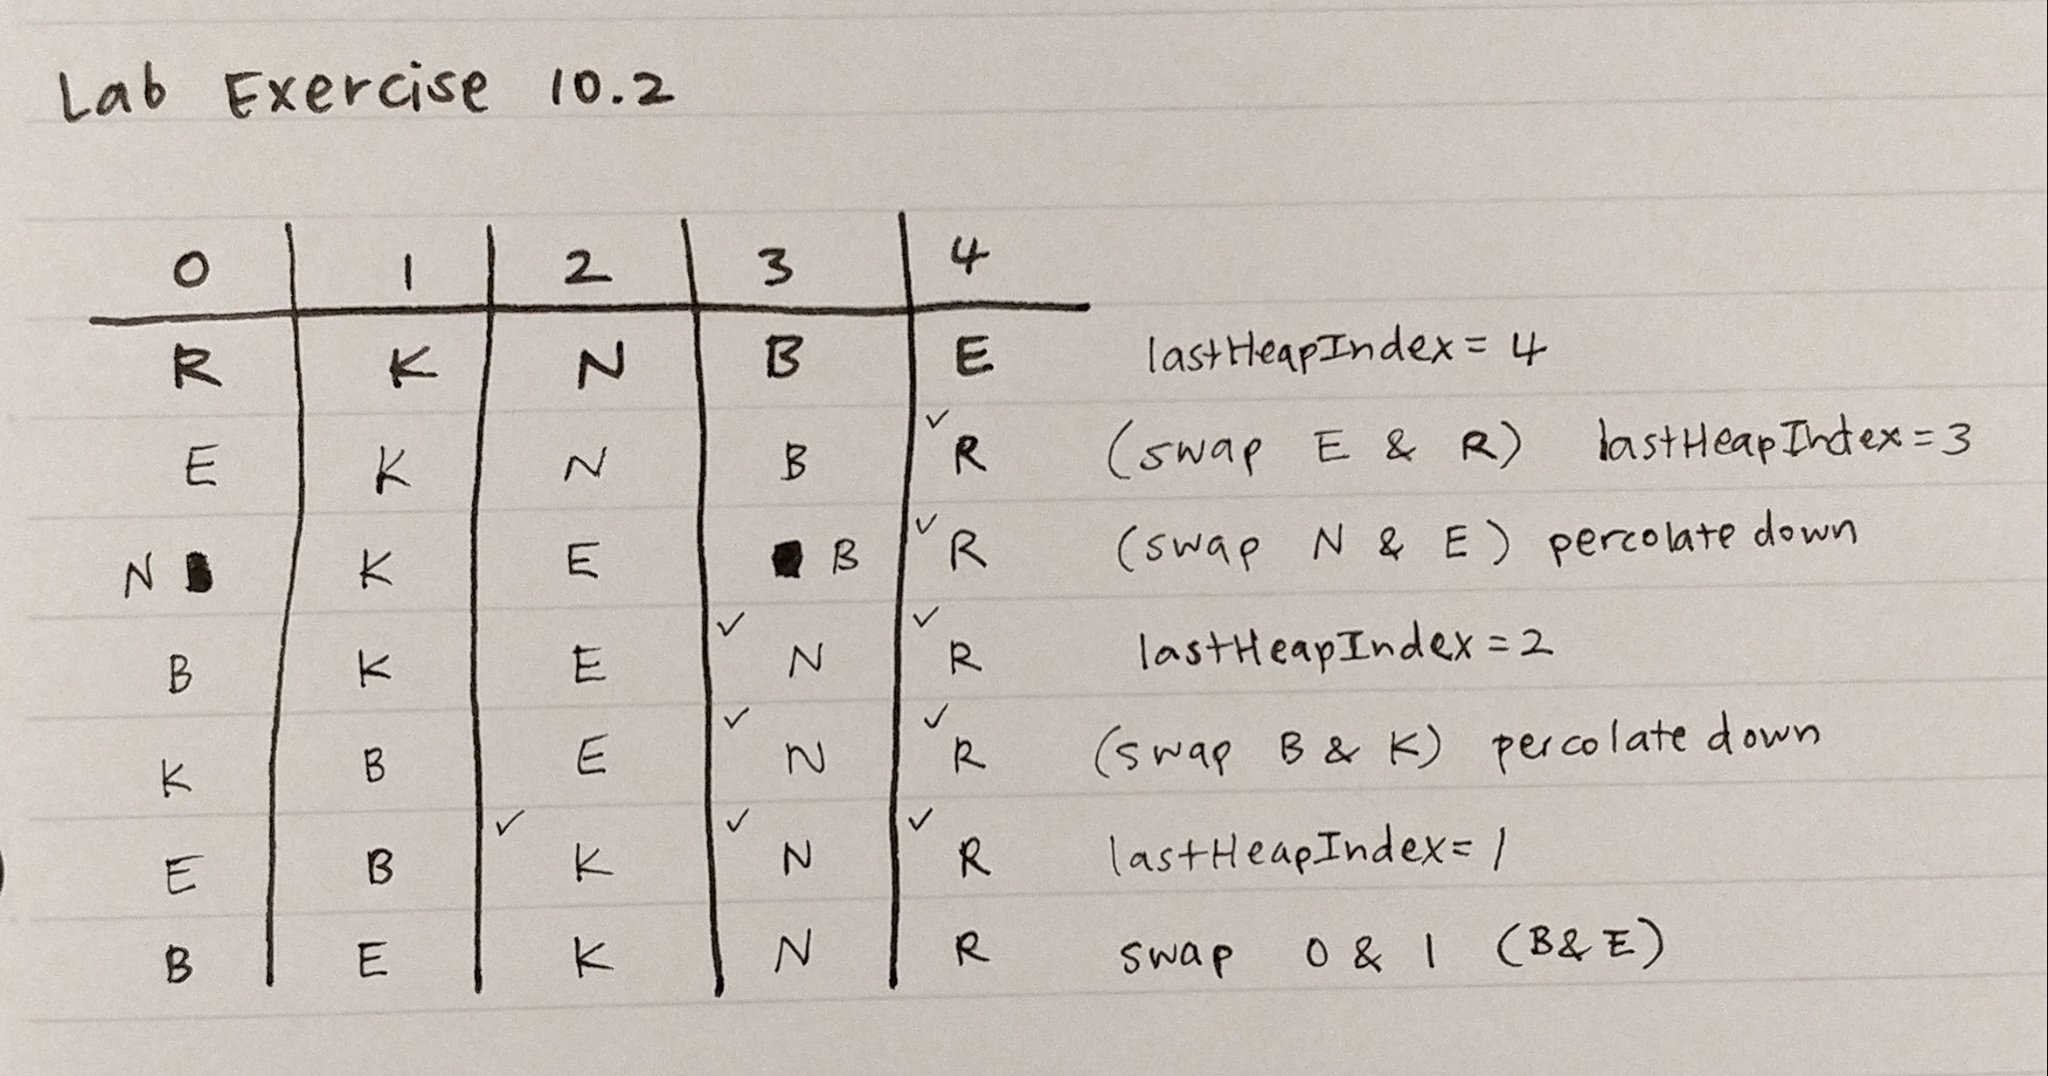 Lab Exercise 10.2
0 1 2 3 4
R K N B E lastHeapIndex = 4
E K N B ✓R (swap E & R) lastHeapIndex = 3
N K E B ✓R (swap N & E) percolate down
B K E ✓N ✓R lastHeapIndex = 2
K B E ✓N ✓R (swap B & K) percolate down
E B ✓K ✓N ✓R lastHeapIndex = 1
B E K N R swap 0 & 1 (B & E)